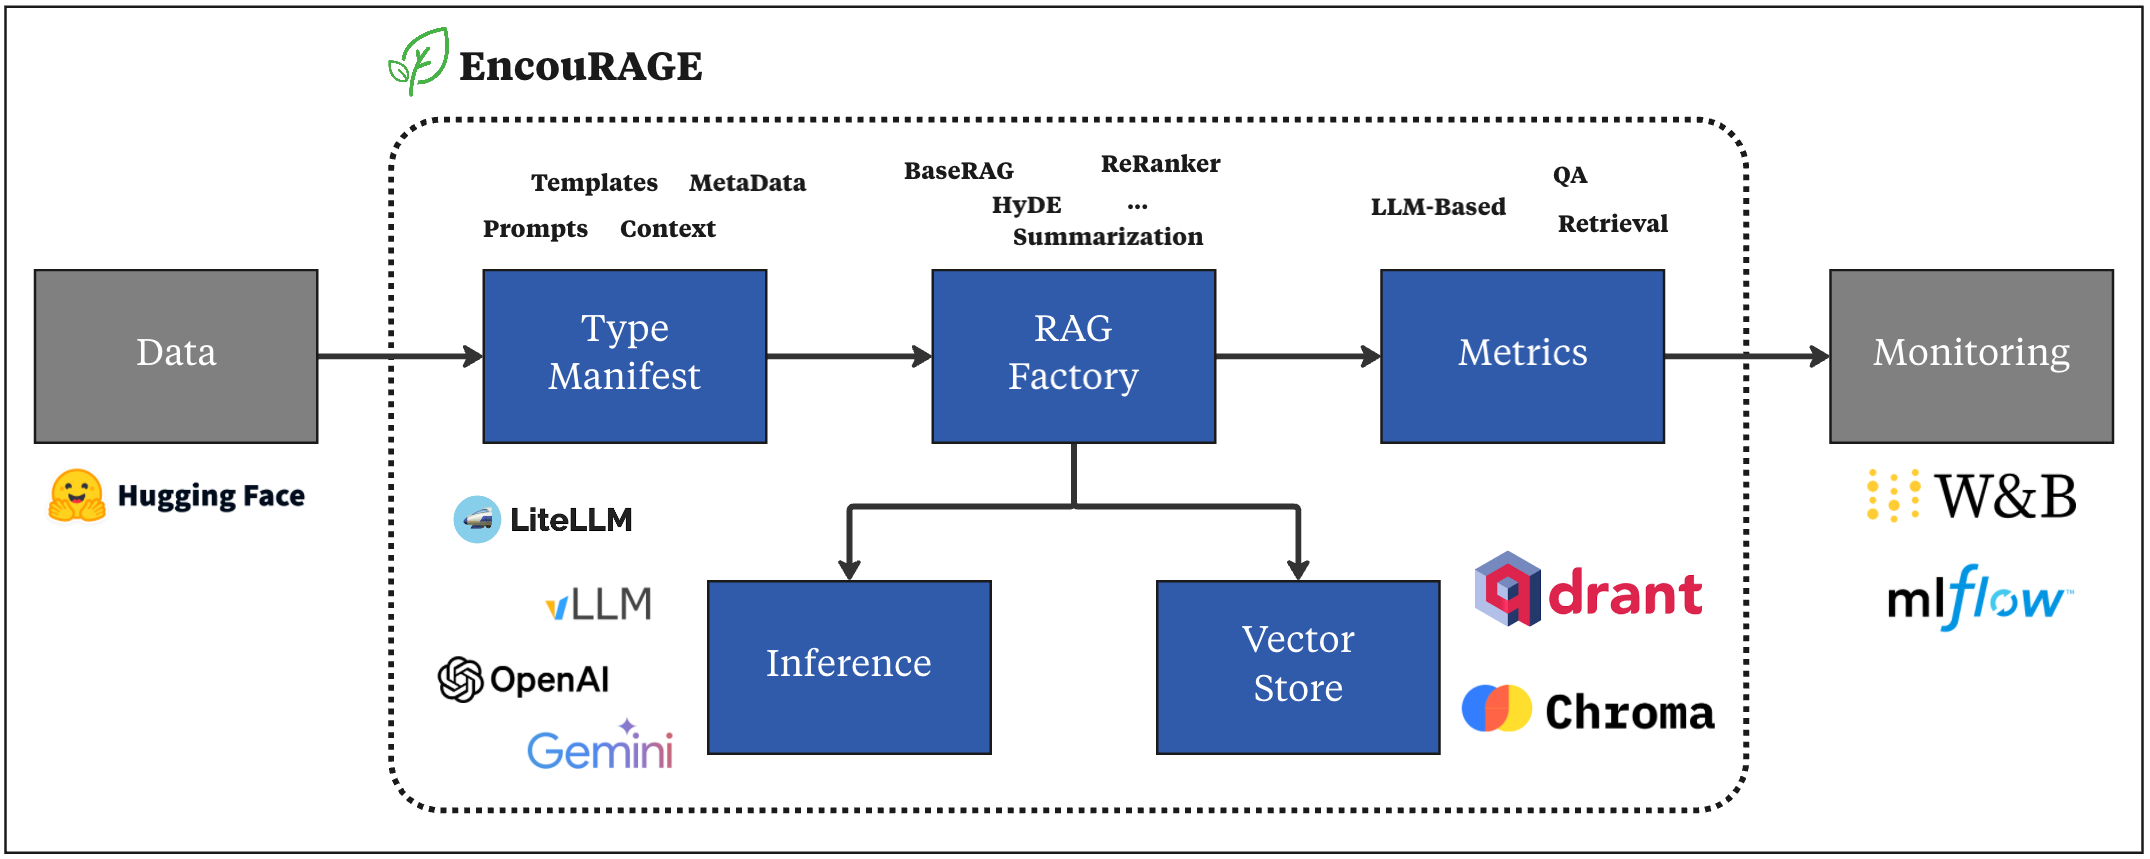 EncouRAGE
Templates
MetaData
Prompts
Context
BaseRAG
ReRanker
HyDE
...
Summarization
QA
LLM-Based
Retrieval
Data
Type
Manifest
RAG
Factory
Metrics
Monitoring
Hugging Face
LiteLLM
vLLM
OpenAI
Gemini
Inference
Vector
Store
qdrant
Chroma
W&B
mlflow™